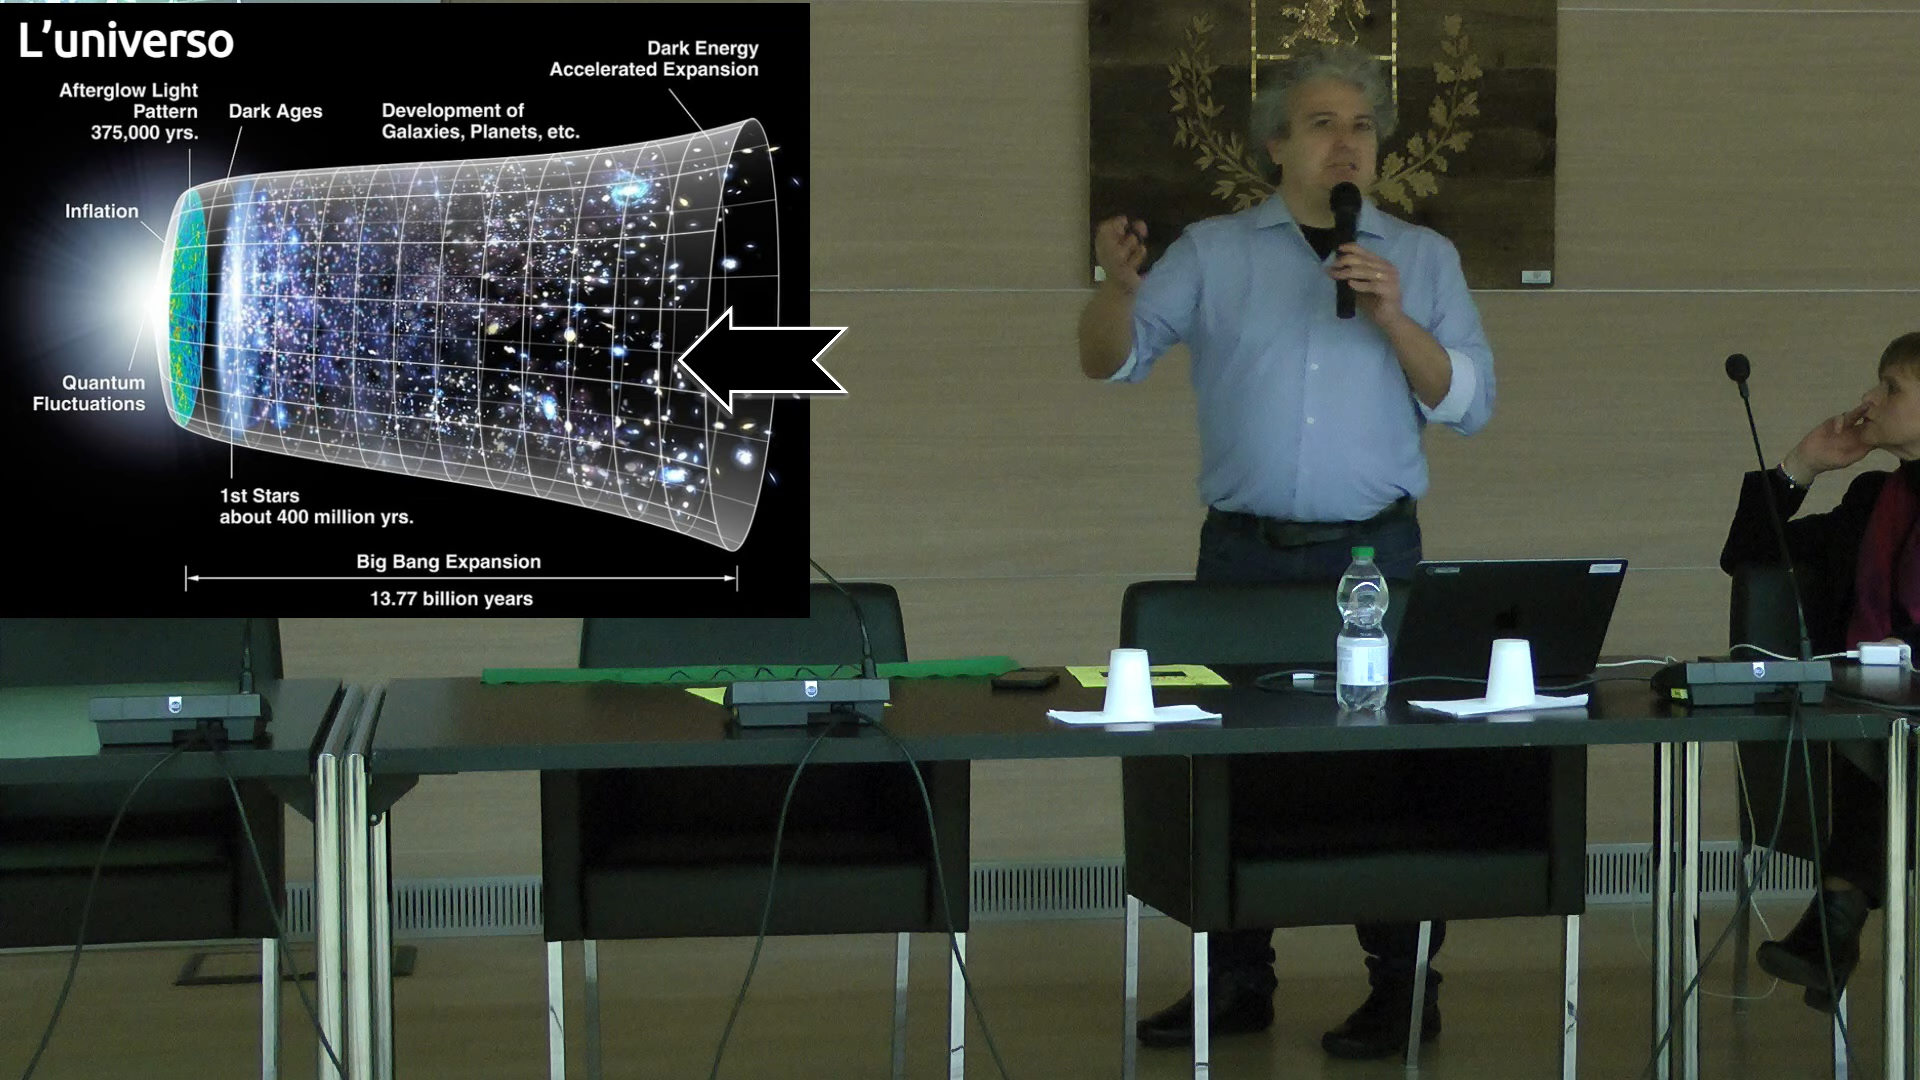 L'universo
Dark Energy
Accelerated Expansion
Afterglow Light
Pattern
375,000 yrs.
Dark Ages
Development of
Galaxies, Planets, etc.
Inflation
Quantum
Fluctuations
1st Stars
about 400 million yrs.
Big Bang Expansion
13.77 billion years